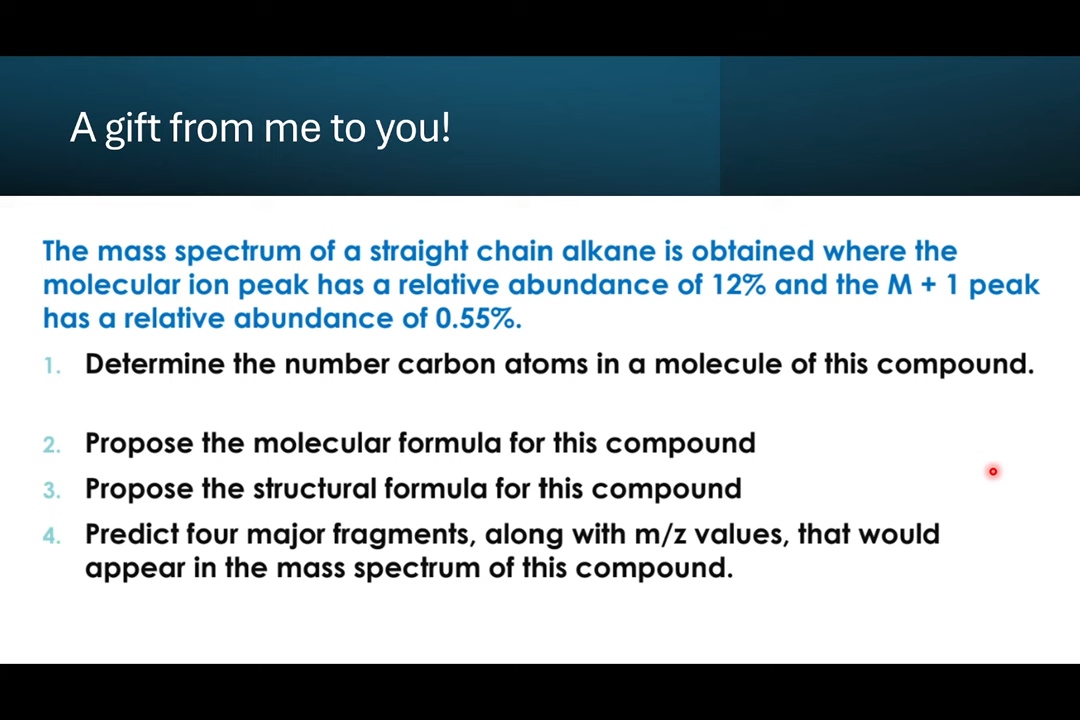 A gift from me to you!
The mass spectrum of a straight chain alkane is obtained where the
molecular ion peak has a relative abundance of 12% and the M + 1 peak
has a relative abundance of 0.55%.
1. Determine the number carbon atoms in a molecule of this compound.
2. Propose the molecular formula for this compound
3. Propose the structural formula for this compound
4. Predict four major fragments, along with m/z values, that would
appear in the mass spectrum of this compound.